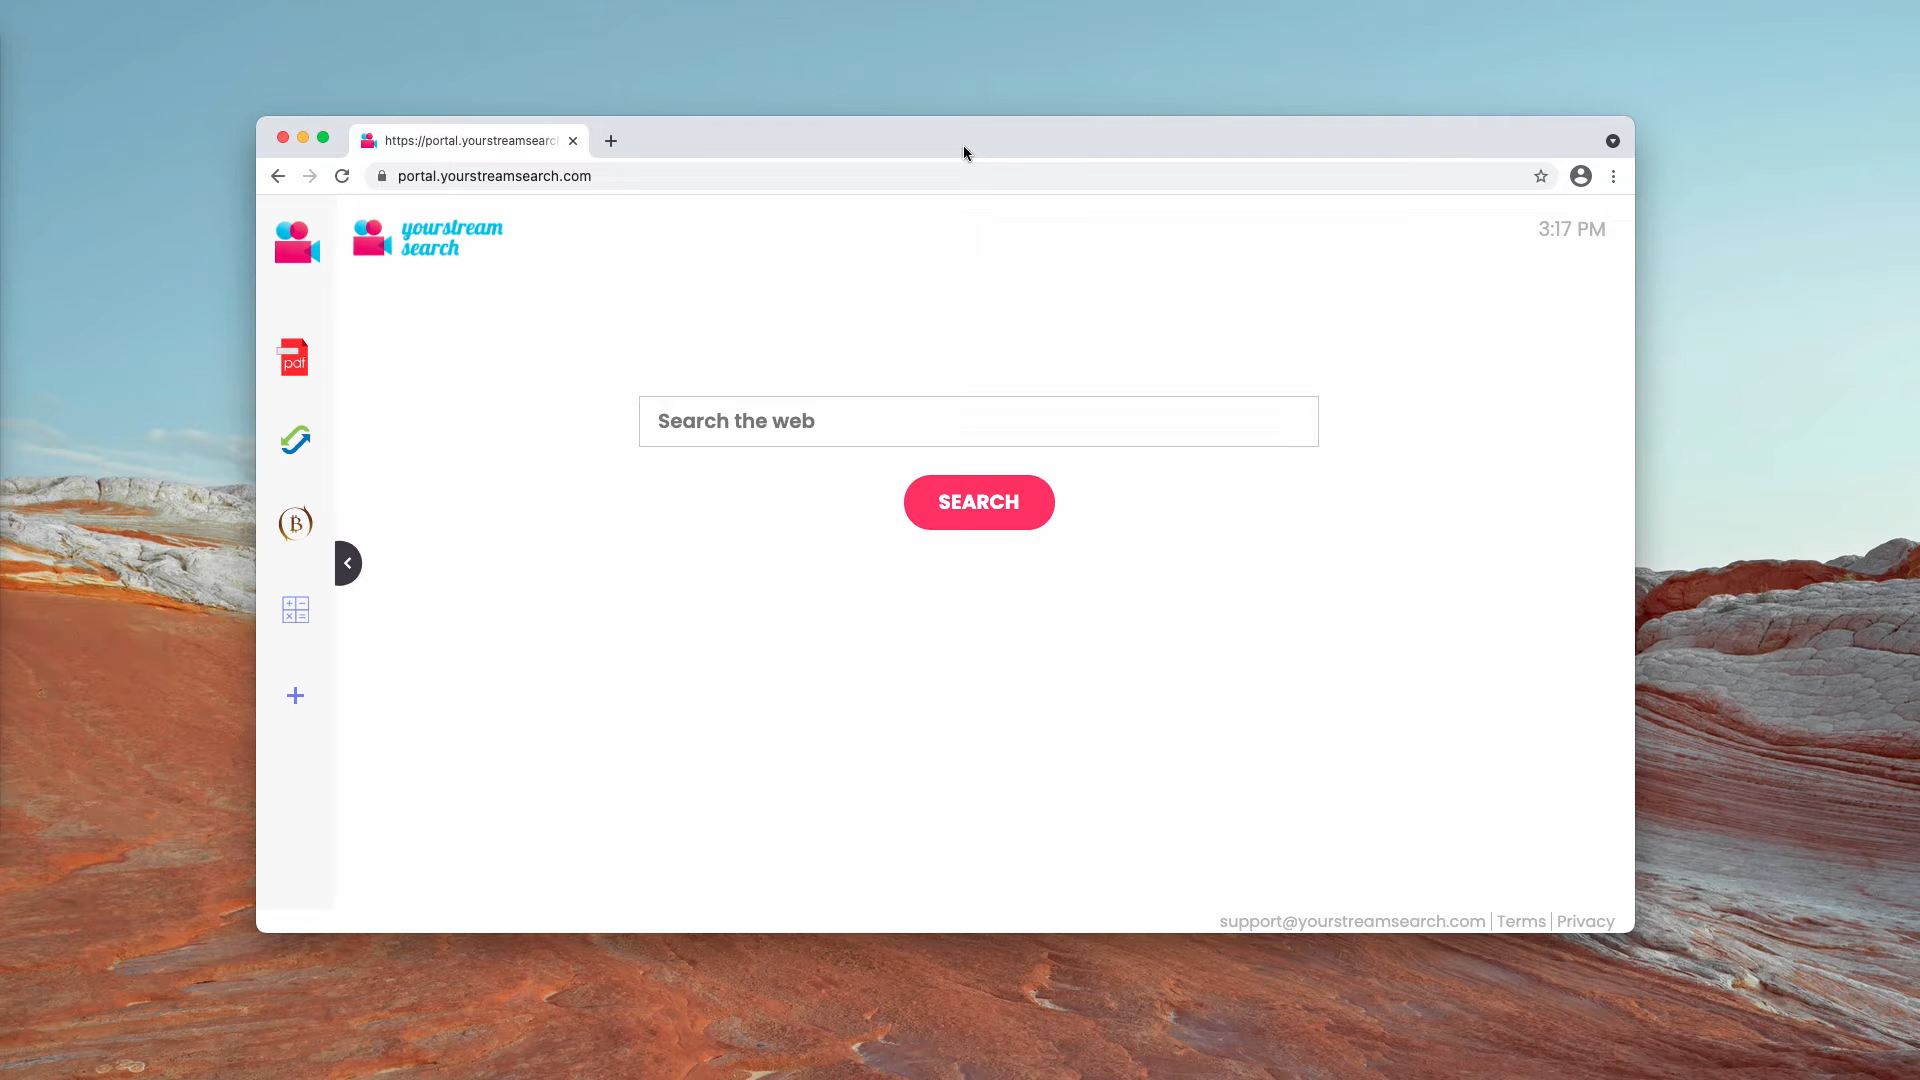 https://portal.yourstreamsearc
portal.yourstreamsearch.com
yourstream
search
3:17 PM
pdf
Search the web
SEARCH
B
support@yourstreamsearch.com | Terms | Privacy